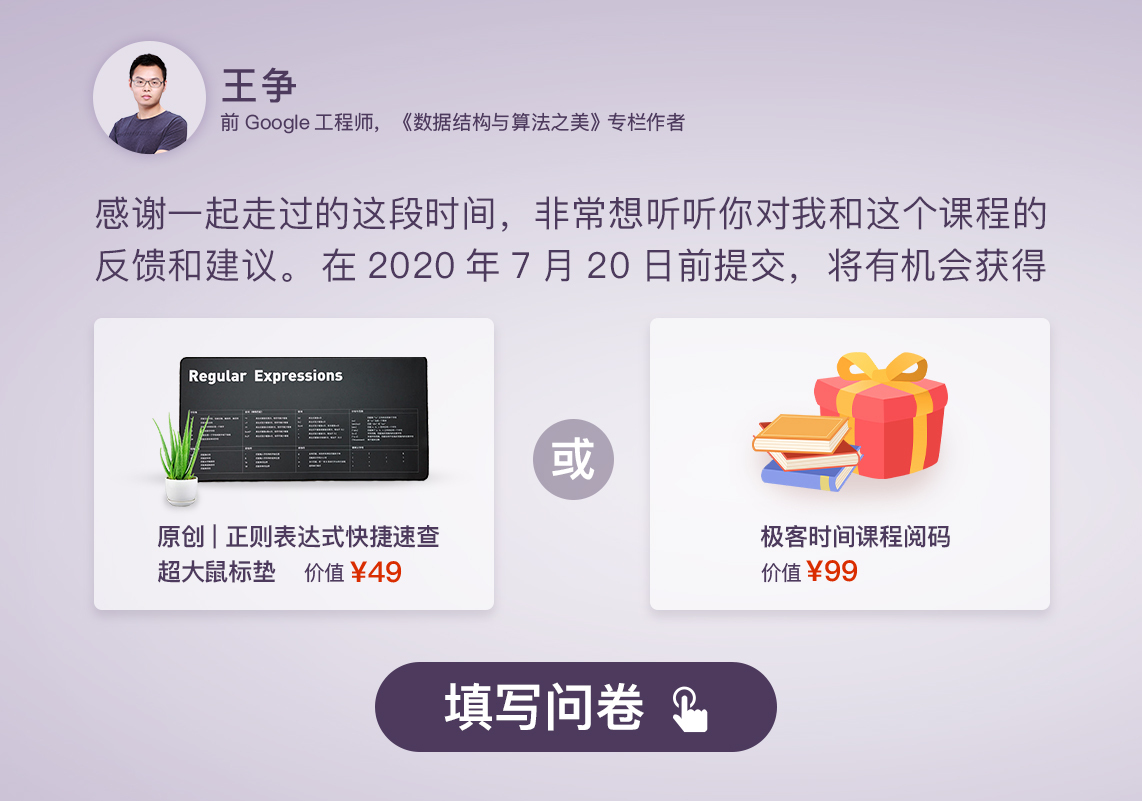 王争
前 Google 工程师，《数据结构与算法之美》专栏作者
感谢一起走过的这段时间，非常想听听你对我和这个课程的
反馈和建议。在 2020 年 7 月 20 日前提交，将有机会获得
Regular Expressions
或
原创 | 正则表达式快捷速查
超大鼠标垫 价值 ¥49
极客时间课程阅码
价值 ¥99
填写问卷